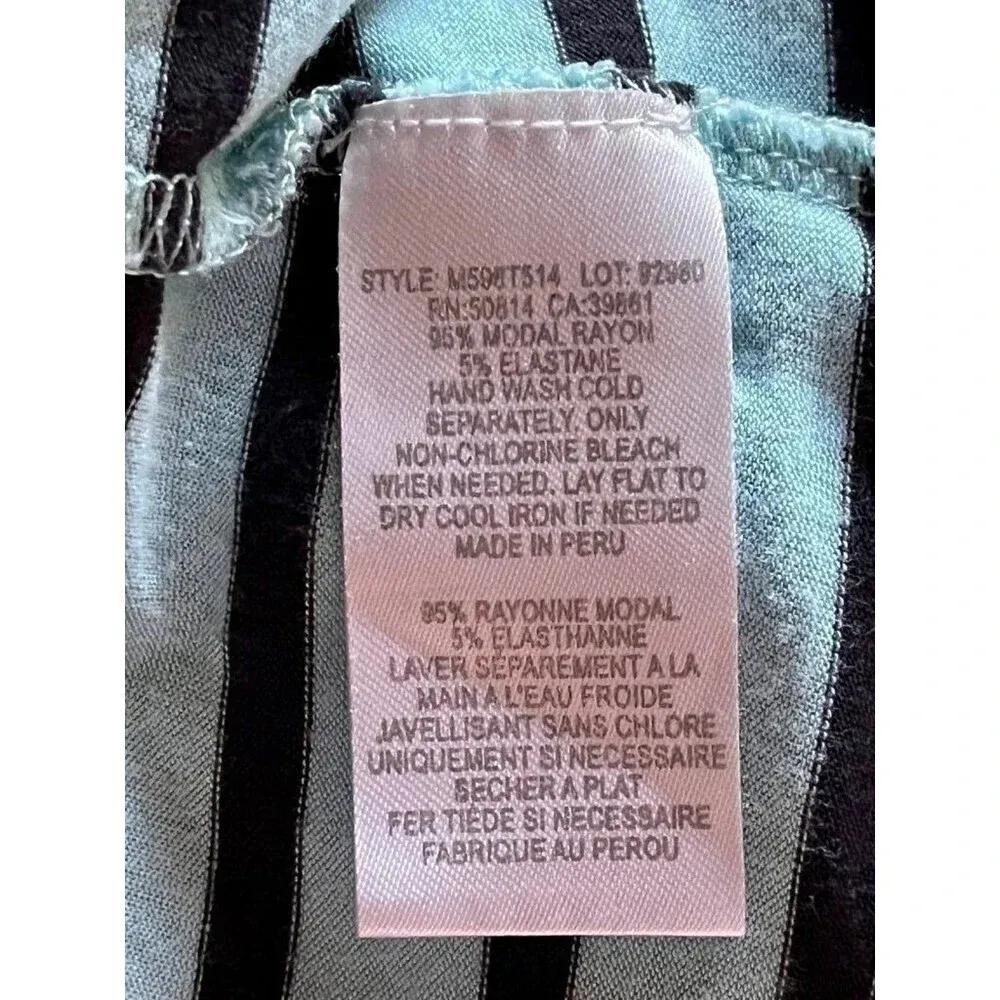 STYLE: M598T514 LOT: 92980
RN:50814 CA:39861
95% MODAL RAYON
5% ELASTANE
HAND WASH COLD
SEPARATELY. ONLY
NON-CHLORINE BLEACH
WHEN NEEDED. LAY FLAT TO
DRY COOL IRON IF NEEDED
MADE IN PERU
95% RAYONNE MODAL
5% ELASTHANNE
LAVER SÉPAREMENT A LA
MAIN A L'EAU FROIDE
JAVELLISANT SANS CHLORE
UNIQUEMENT SI NECESSAIRE
SECHER A PLAT
FER TIÉDE SI NECESSAIRE
FABRIQUE AU PEROU